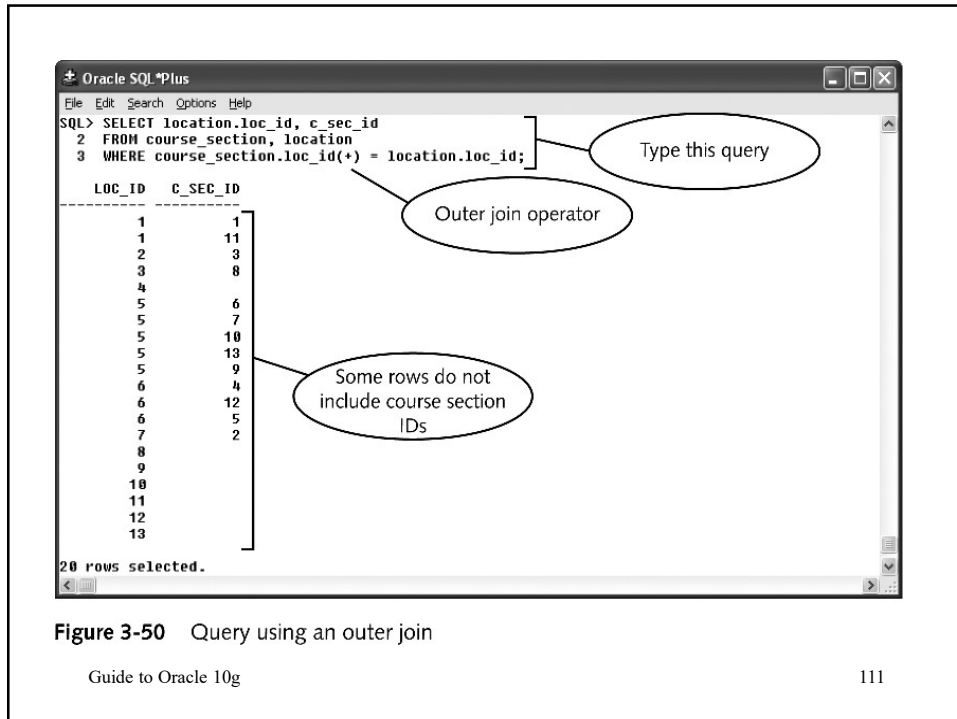 Oracle SQL*Plus
File Edit Search Options Help
SQL> SELECT location.loc_id, c_sec_id
2 FROM course_section, location
3 WHERE course_section.loc_id(+) = location.loc_id;
Type this query
Outer join operator
LOC_ID C_SEC_ID
---------- ----------
1 1
1 11
2 3
3 8
4
5 6
5 7
5 10
5 13
5 9
6 4
6 12
6 5
7 2
8
9
10
11
12
13
Some rows do not
include course section
IDs
20 rows selected.
Figure 3-50 Query using an outer join
Guide to Oracle 10g 111